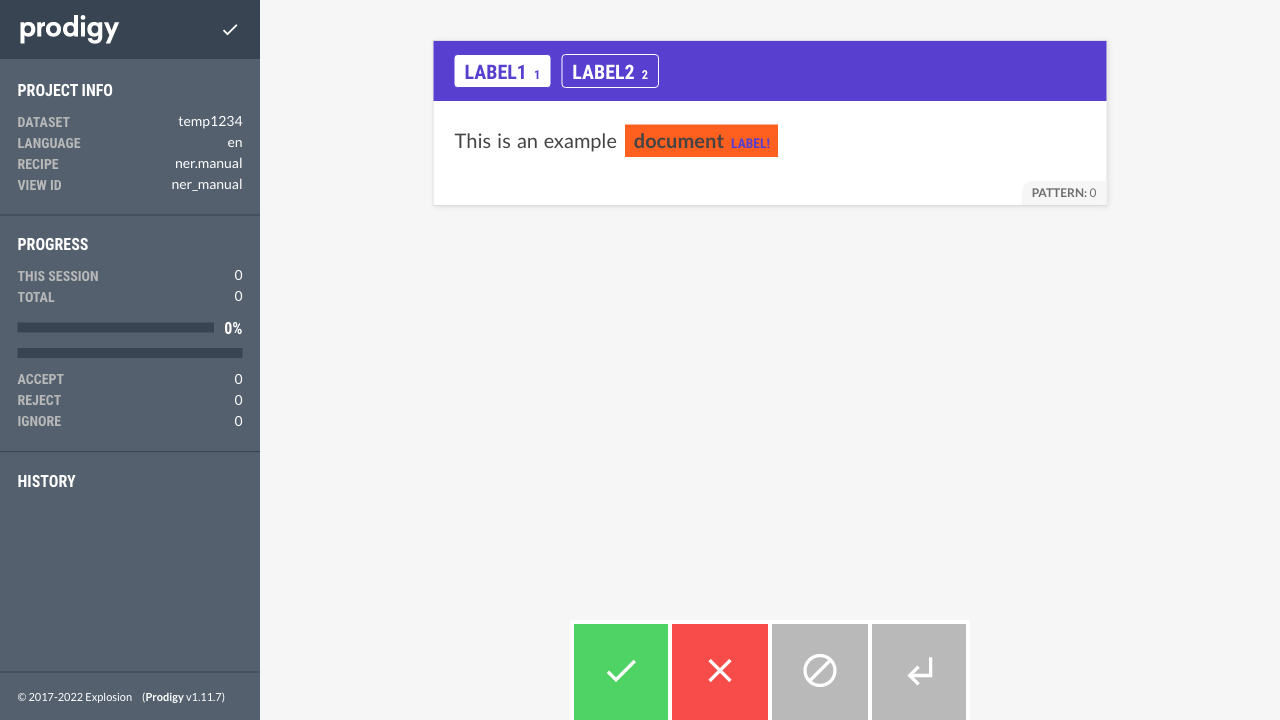 prodigy
PROJECT INFO
DATASET temp1234
LANGUAGE en
RECIPE ner.manual
VIEW ID ner_manual
PROGRESS
THIS SESSION 0
TOTAL 0
0%
ACCEPT 0
REJECT 0
IGNORE 0
HISTORY
© 2017-2022 Explosion (Prodigy v1.11.7)
LABEL1 1 LABEL2 2
This is an example document LABEL!
PATTERN: 0